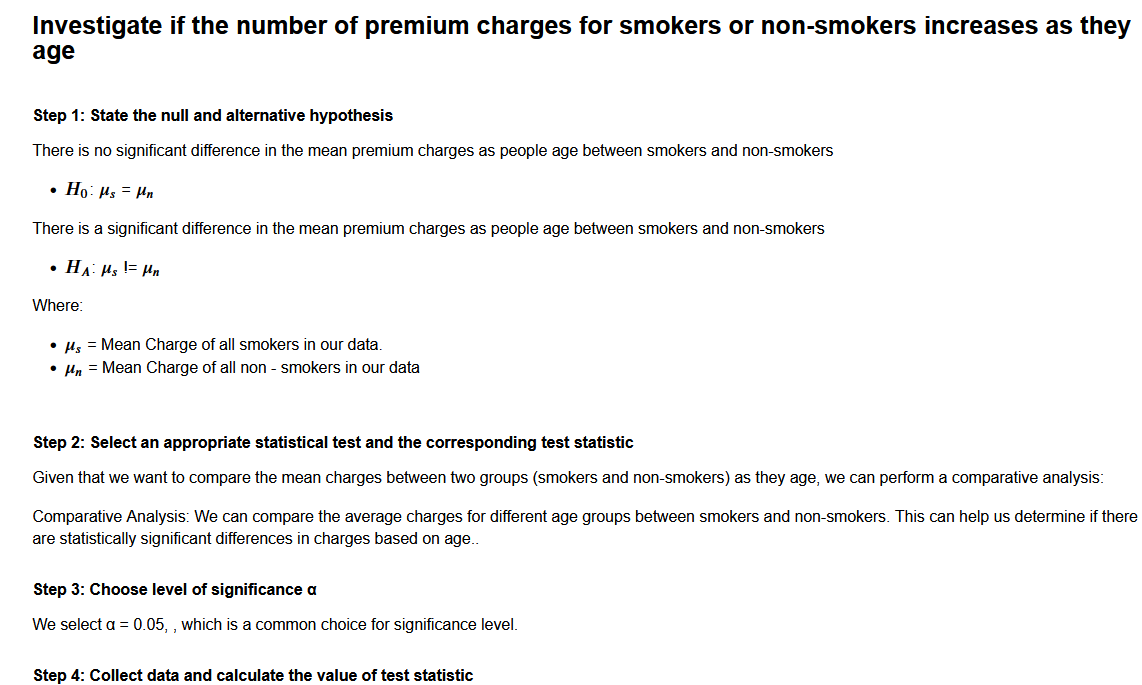 Investigate if the number of premium charges for smokers or non-smokers increases as they
age
Step 1: State the null and alternative hypothesis
There is no significant difference in the mean premium charges as people age between smokers and non-smokers
• H₀: μₛ = μₙ
There is a significant difference in the mean premium charges as people age between smokers and non-smokers
• H_A: μₛ != μₙ
Where:
• μₛ = Mean Charge of all smokers in our data.
• μₙ = Mean Charge of all non - smokers in our data
Step 2: Select an appropriate statistical test and the corresponding test statistic
Given that we want to compare the mean charges between two groups (smokers and non-smokers) as they age, we can perform a comparative analysis:
Comparative Analysis: We can compare the average charges for different age groups between smokers and non-smokers. This can help us determine if there
are statistically significant differences in charges based on age..
Step 3: Choose level of significance α
We select α = 0.05, , which is a common choice for significance level.
Step 4: Collect data and calculate the value of test statistic